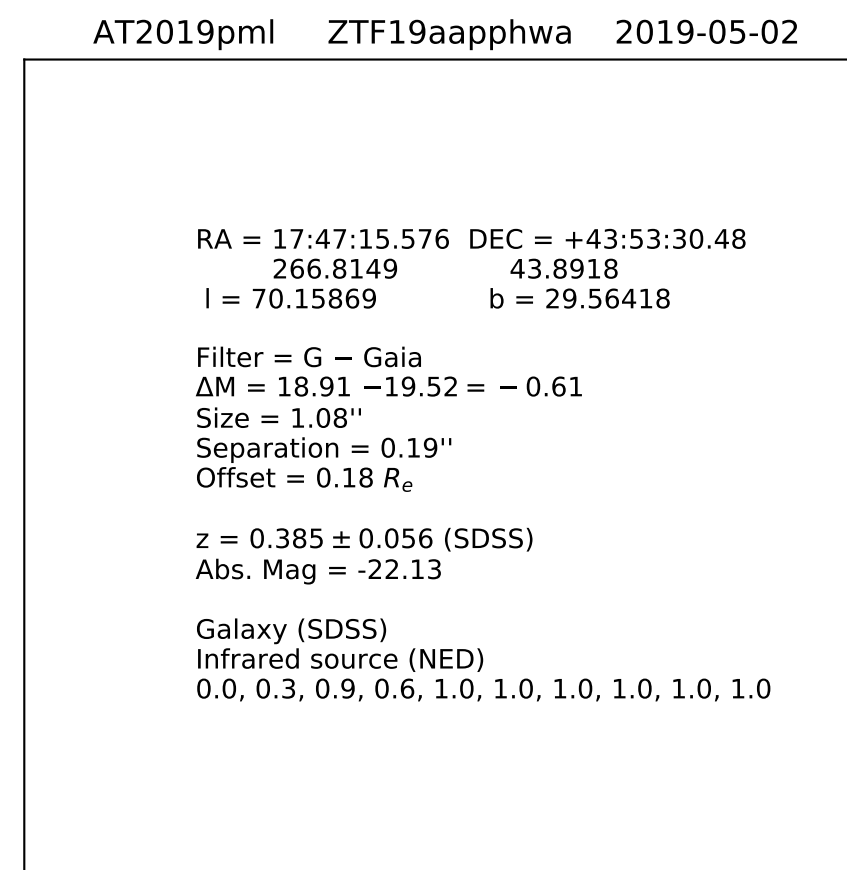 AT2019pml ZTF19aapphwa 2019-05-02
RA = 17:47:15.576 DEC = +43:53:30.48
266.8149 43.8918
l = 70.15869 b = 29.56418
Filter = G − Gaia
ΔM = 18.91 −19.52 = − 0.61
Size = 1.08''
Separation = 0.19''
Offset = 0.18 Rₑ
z = 0.385 ± 0.056 (SDSS)
Abs. Mag = -22.13
Galaxy (SDSS)
Infrared source (NED)
0.0, 0.3, 0.9, 0.6, 1.0, 1.0, 1.0, 1.0, 1.0, 1.0